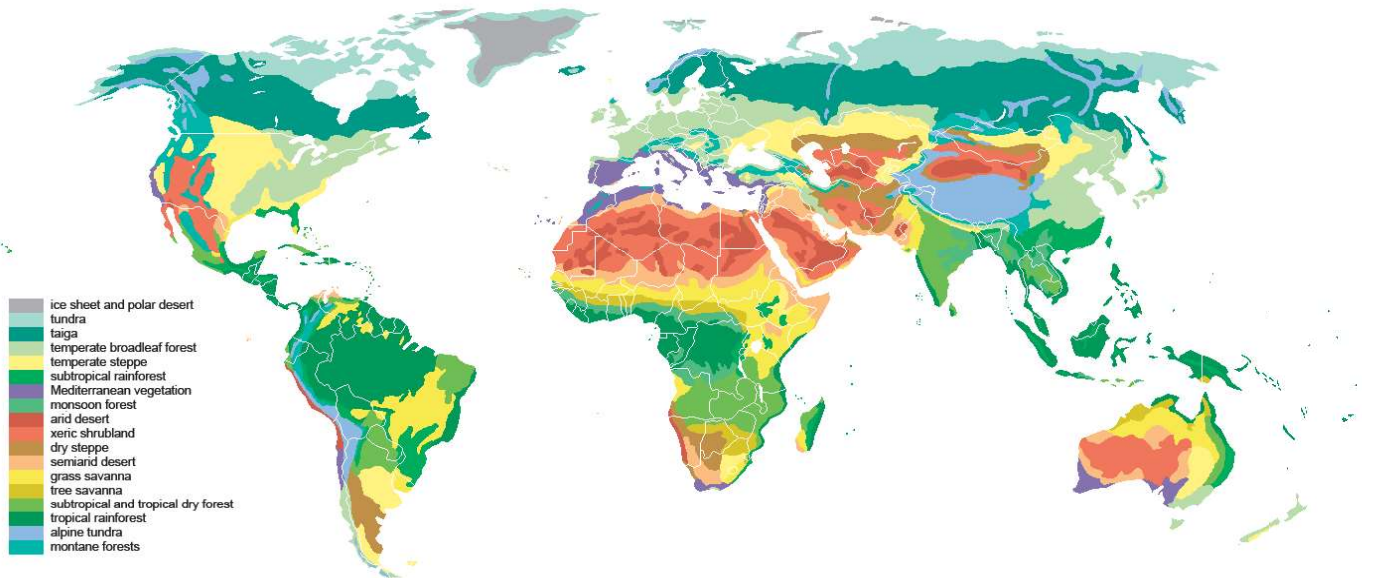 ice sheet and polar desert
tundra
taiga
temperate broadleaf forest
temperate steppe
subtropical rainforest
Mediterranean vegetation
monsoon forest
arid desert
xeric shrubland
dry steppe
semiarid desert
grass savanna
tree savanna
subtropical and tropical dry forest
tropical rainforest
alpine tundra
montane forests